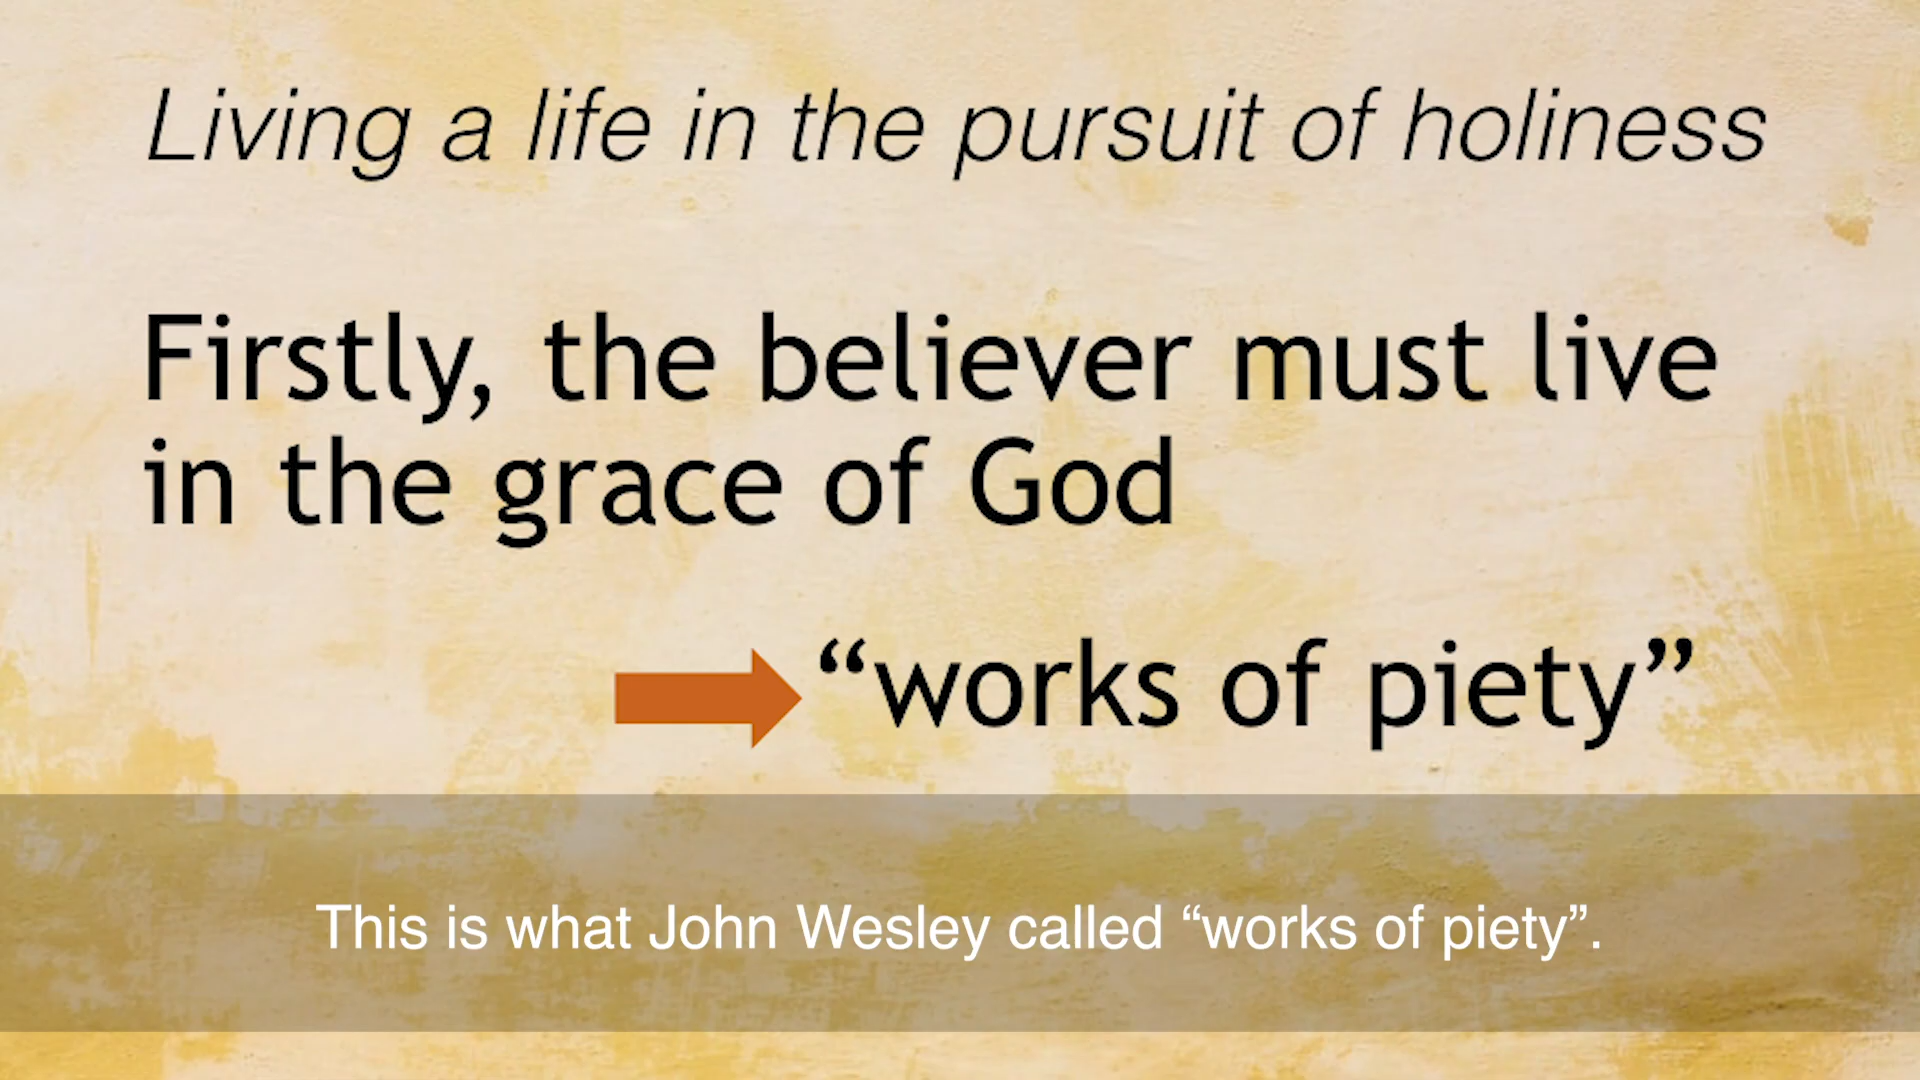 Living a life in the pursuit of holiness
Firstly, the believer must live
in the grace of God
“works of piety”
This is what John Wesley called “works of piety”.